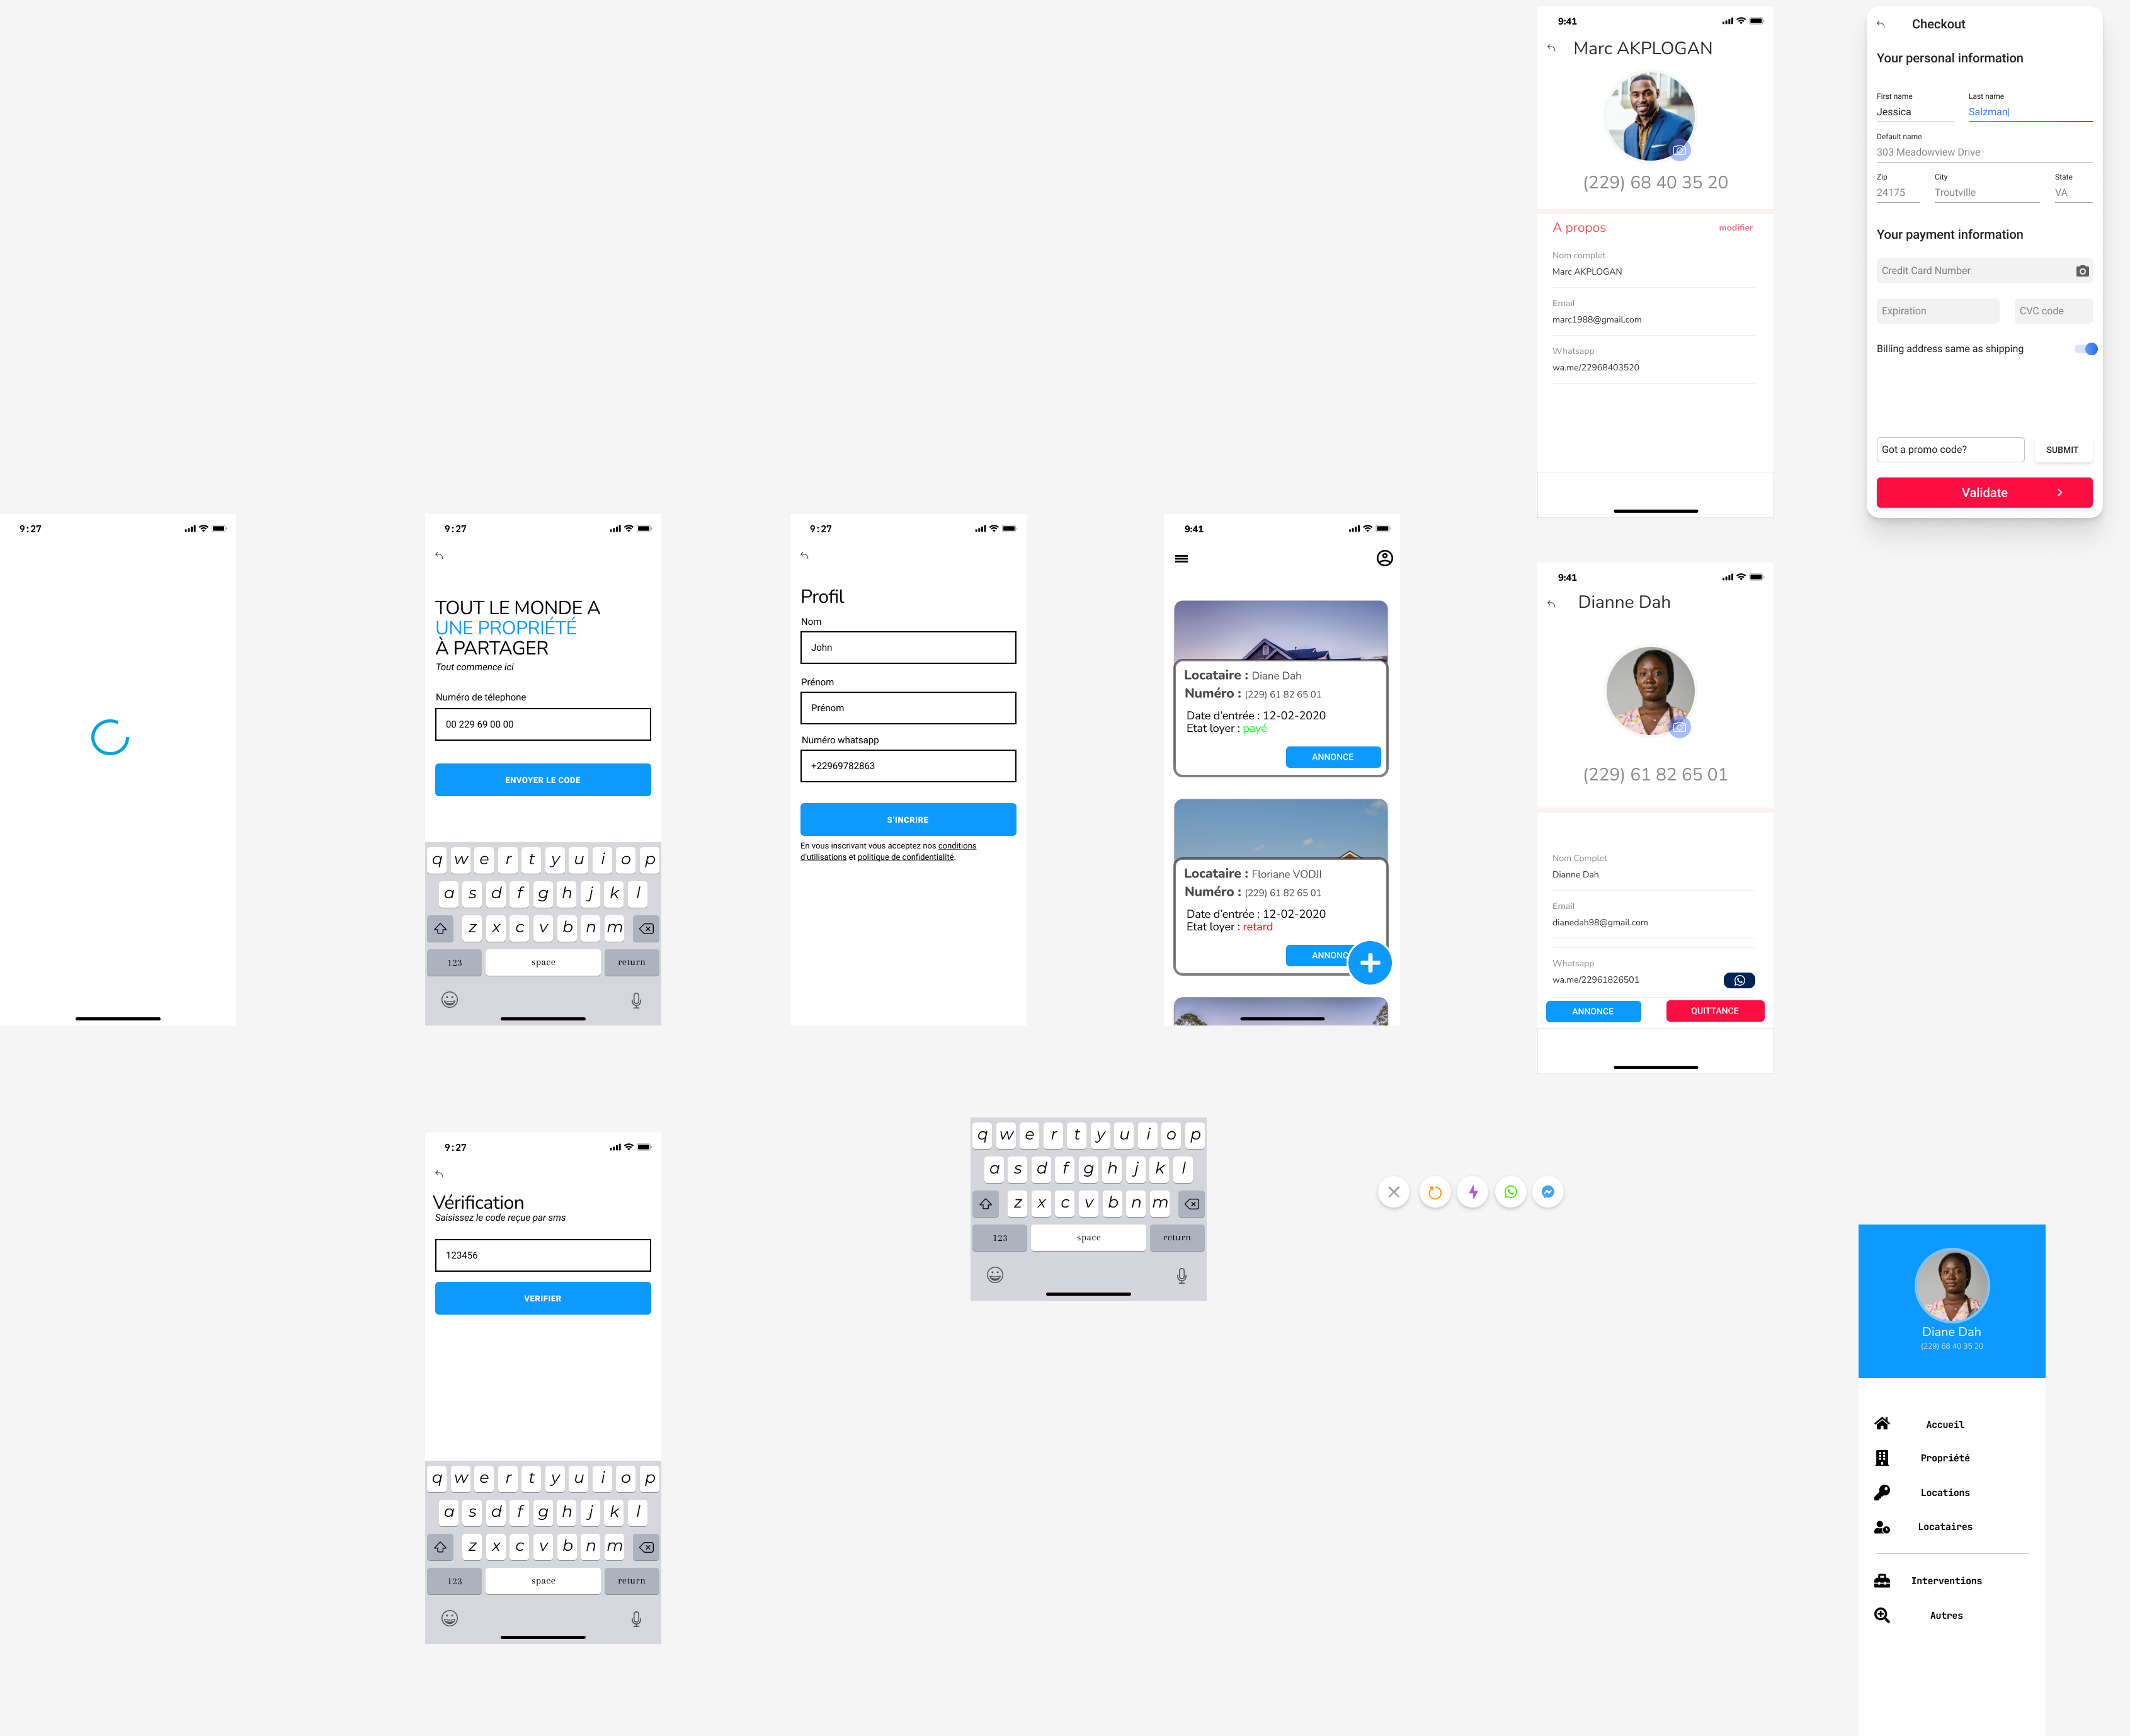 9:41
Marc AKPLOGAN
(229) 68 40 35 20
A propos
modifier
Nom complet
Marc AKPLOGAN
Email
marc1988@gmail.com
Whatsapp
wa.me/22968403520
Checkout
Your personal information
First name
Last name
Jessica
Salzman
Default name
303 Meadowview Drive
Zip
City
State
24175
Troutville
VA
Your payment information
Credit Card Number
Expiration
CVC code
Billing address same as shipping
Got a promo code?
SUBMIT
Validate
9:27
9:27
TOUT LE MONDE A
UNE PROPRIÉTÉ
À PARTAGER
Tout commence ici
Numéro de télephone
00 229 69 00 00
ENVOYER LE CODE
q w e r t y u i o p
a s d f g h j k l
z x c v b n m
123 space return
9:27
Profil
Nom
John
Prénom
Prénom
Numéro whatsapp
+22969782863
S'INCRIRE
En vous inscrivant vous acceptez nos conditions
d'utilisations et politique de confidentialité.
9:41
Locataire : Diane Dah
Numéro : (229) 61 82 65 01
Date d'entrée : 12-02-2020
Etat loyer : payé
ANNONCE
Locataire : Floriane VODJI
Numéro : (229) 61 82 65 01
Date d'entrée : 12-02-2020
Etat loyer : retard
ANNONC
9:41
Dianne Dah
(229) 61 82 65 01
Nom Complet
Dianne Dah
Email
dianedah98@gmail.com
Whatsapp
wa.me/22961826501
ANNONCE
QUITTANCE
9:27
Vérification
Saisissez le code reçue par sms
123456
VERIFIER
q w e r t y u i o p
a s d f g h j k l
z x c v b n m
123 space return
q w e r t y u i o p
a s d f g h j k l
z x c v b n m
123 space return
Diane Dah
(229) 68 40 35 20
Accueil
Propriété
Locations
Locataires
Interventions
Autres